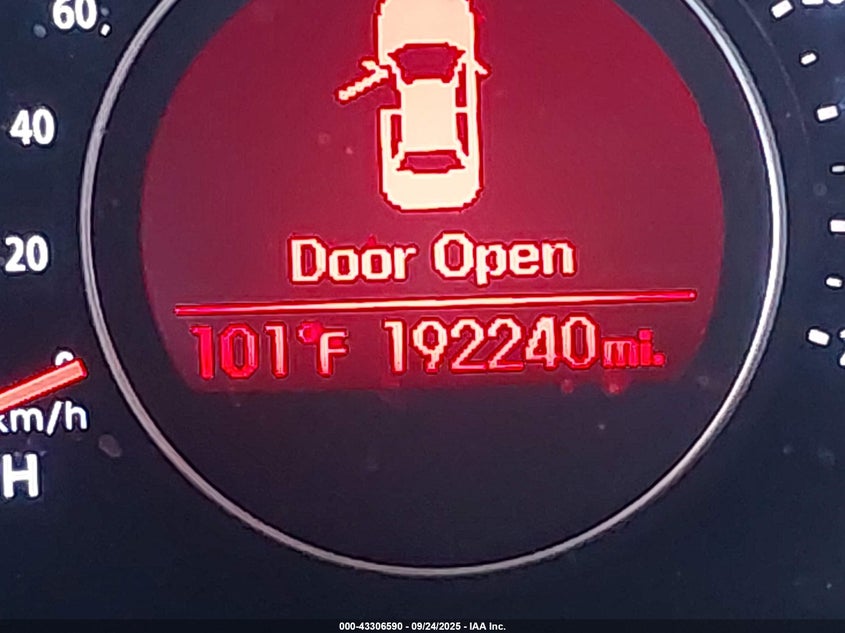 60
40
20
0
km/h
H
Door Open
101°F 192240mi.
000-43306590 - 09/24/2025 - IAA Inc.